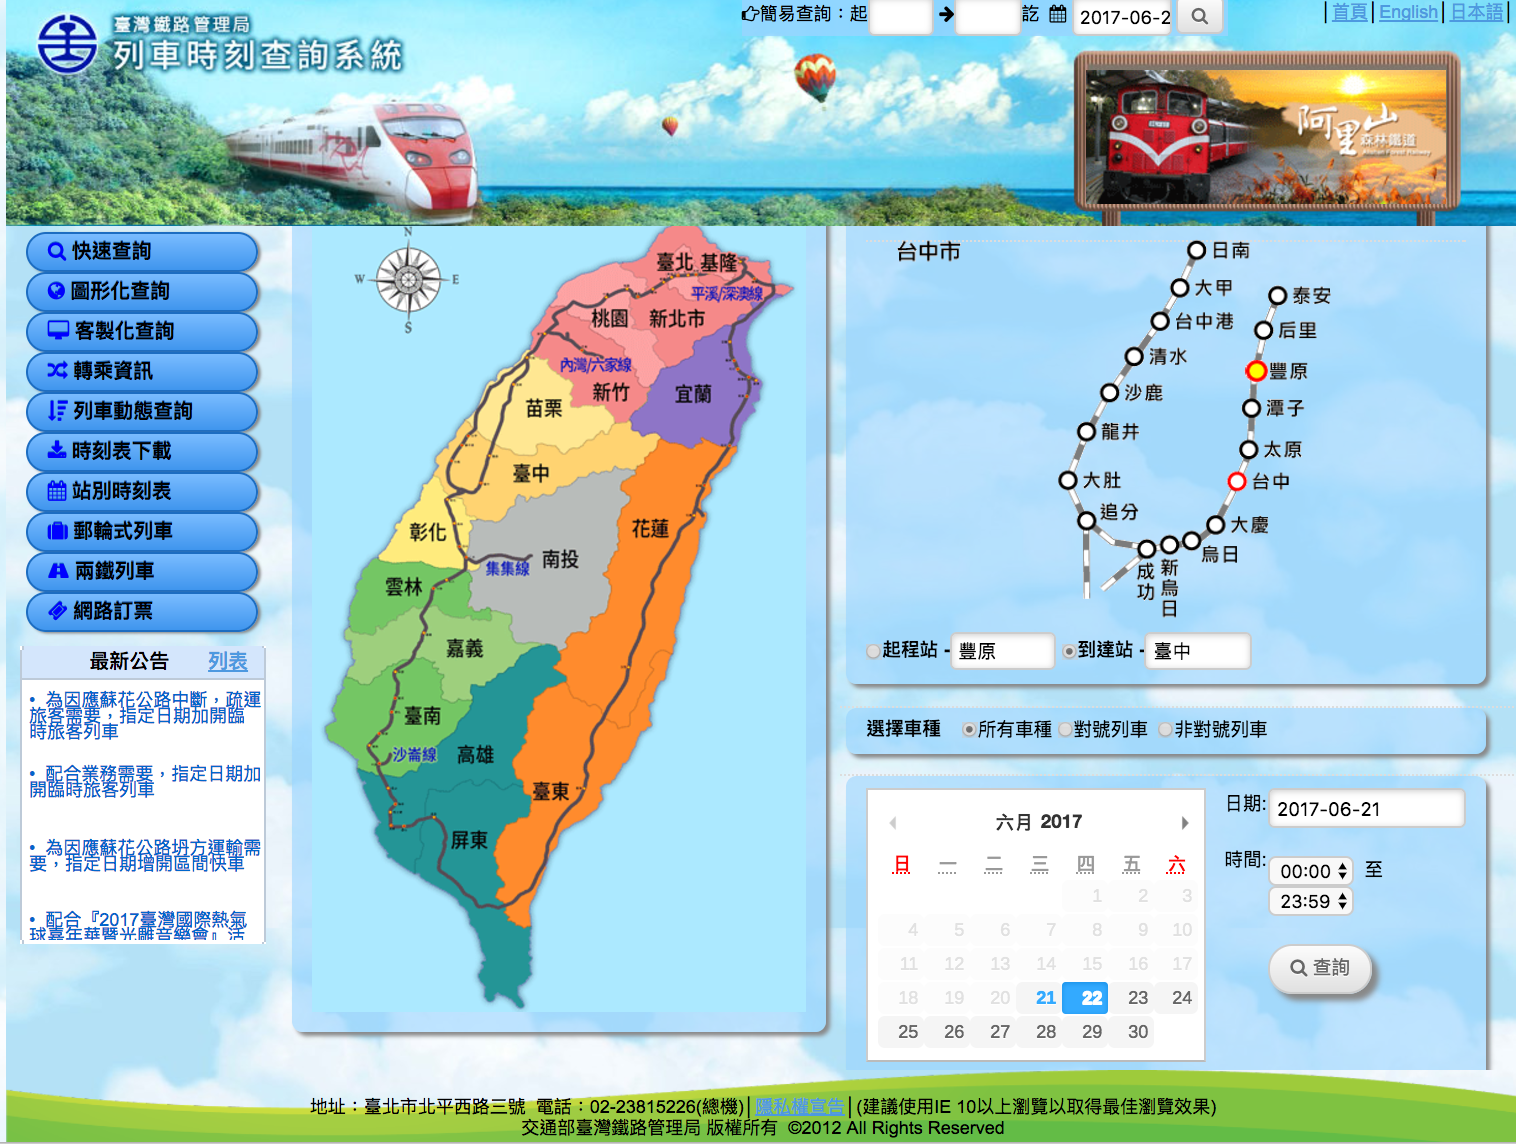 臺灣鐵路管理局
列車時刻查詢系統
簡易查詢：起
訖
2017-06-2
首頁
English
日本語
阿里山
森林鐵道
Alishan Forest Railway
快速查詢
圖形化查詢
客製化查詢
轉乘資訊
列車動態查詢
時刻表下載
站別時刻表
郵輪式列車
兩鐵列車
網路訂票
最新公告
列表
• 為因應蘇花公路中斷，疏運
旅客需要，指定日期加開臨
時旅客列車
• 配合業務需要，指定日期加
開臨時旅客列車
• 為因應蘇花公路坍方運輸需
要，指定日期增開區間快車
• 配合『2017臺灣國際熱氣
球嘉年華暨光雕音樂會』活
N
W
E
S
臺北
基隆
平溪/深澳線
桃園
新北市
內灣/六家線
新竹
宜蘭
苗栗
臺中
彰化
南投
花蓮
集集線
雲林
嘉義
臺南
沙崙線
高雄
臺東
屏東
台中市
日南
大甲
台中港
清水
沙鹿
龍井
大肚
追分
泰安
后里
豐原
潭子
太原
台中
大慶
烏日
新烏日
成功
起程站 - 豐原
到達站 - 臺中
選擇車種
所有車種
對號列車
非對號列車
六月 2017
日 一 二 三 四 五 六
1 2 3
4 5 6 7 8 9 10
11 12 13 14 15 16 17
18 19 20 21 22 23 24
25 26 27 28 29 30
日期: 2017-06-21
時間: 00:00 至
23:59
查詢
地址：臺北市北平西路三號 電話：02-23815226(總機)| 隱私權宣告 | (建議使用IE 10以上瀏覽以取得最佳瀏覽效果)
交通部臺灣鐵路管理局 版權所有 ©2012 All Rights Reserved